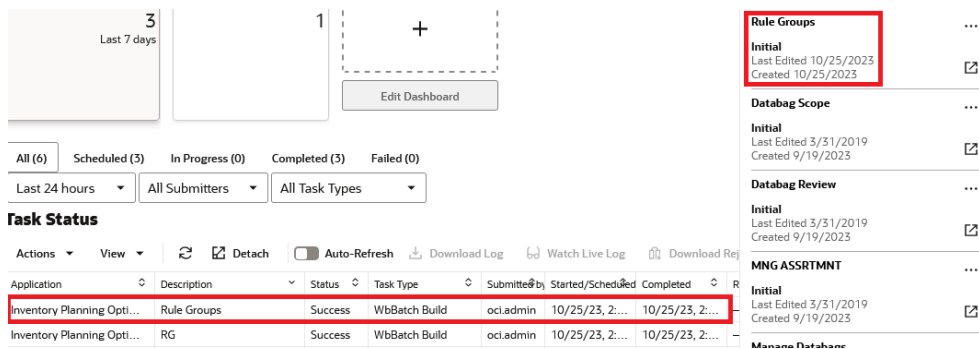 3
Last 7 days
1
+
Edit Dashboard
All (6) Scheduled (3) In Progress (0) Completed (3) Failed (0)
Last 24 hours All Submitters All Task Types
Task Status
Actions View Detach Auto-Refresh Download Log Watch Live Log Download Rej
Application Description Status Task Type Submitted by Started/Scheduled Completed R
Inventory Planning Opti... Rule Groups Success WbBatch Build oci.admin 10/25/23, 2:... 10/25/23, 2:... —
Inventory Planning Opti... RG Success WbBatch Build oci.admin 10/25/23, 2:... 10/25/23, 2:... —
Rule Groups ...
Initial
Last Edited 10/25/2023
Created 10/25/2023
Databag Scope ...
Initial
Last Edited 3/31/2019
Created 9/19/2023
Databag Review ...
Initial
Last Edited 3/31/2019
Created 9/19/2023
MNG ASSRTMNT ...
Initial
Last Edited 3/31/2019
Created 9/19/2023
Manage Databags